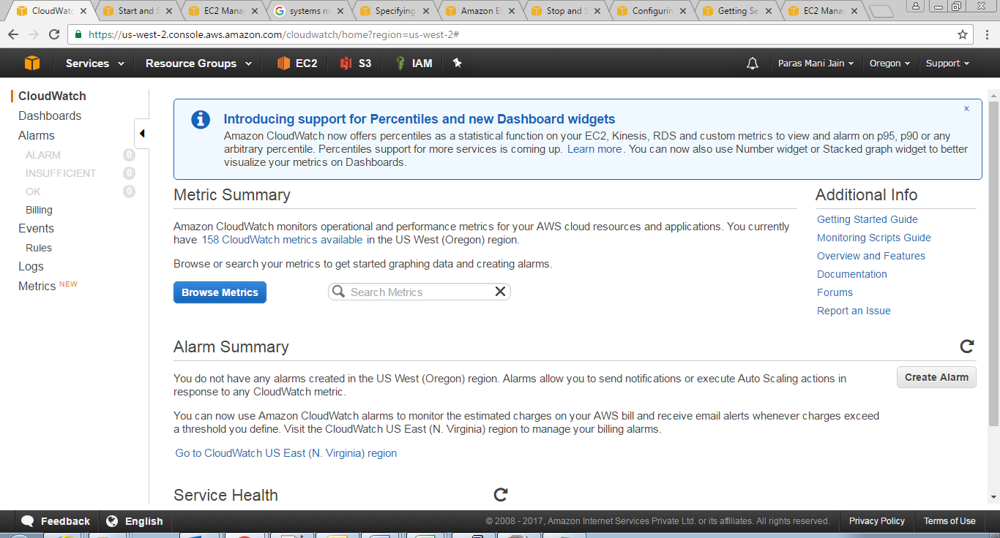 CloudWatc
Start and S
EC2 Mana
systems m
Specifying
Amazon E
Stop and S
Configurin
Getting Se
EC2 Mana
https://us-west-2.console.aws.amazon.com/cloudwatch/home?region=us-west-2#
Services Resource Groups EC2 S3 IAM Paras Mani Jain Oregon Support
CloudWatch
Dashboards
Alarms
ALARM 0
INSUFFICIENT 0
OK 0
Billing
Events
Rules
Logs
Metrics NEW
Introducing support for Percentiles and new Dashboard widgets ×
Amazon CloudWatch now offers percentiles as a statistical function on your EC2, Kinesis, RDS and custom metrics to view and alarm on p95, p90 or any
arbitrary percentile. Percentiles support for more services is coming up. Learn more. You can now also use Number widget or Stacked graph widget to better
visualize your metrics on Dashboards.
Metric Summary
Amazon CloudWatch monitors operational and performance metrics for your AWS cloud resources and applications. You currently
have 158 CloudWatch metrics available in the US West (Oregon) region.
Browse or search your metrics to get started graphing data and creating alarms.
Browse Metrics Search Metrics
Additional Info
Getting Started Guide
Monitoring Scripts Guide
Overview and Features
Documentation
Forums
Report an Issue
Alarm Summary
You do not have any alarms created in the US West (Oregon) region. Alarms allow you to send notifications or execute Auto Scaling actions in
response to any CloudWatch metric.
Create Alarm
You can now use Amazon CloudWatch alarms to monitor the estimated charges on your AWS bill and receive email alerts whenever charges exceed
a threshold you define. Visit the CloudWatch US East (N. Virginia) region to manage your billing alarms.
Go to CloudWatch US East (N. Virginia) region
Service Health
Feedback English © 2008 - 2017, Amazon Internet Services Private Ltd. or its affiliates. All rights reserved. Privacy Policy Terms of Use